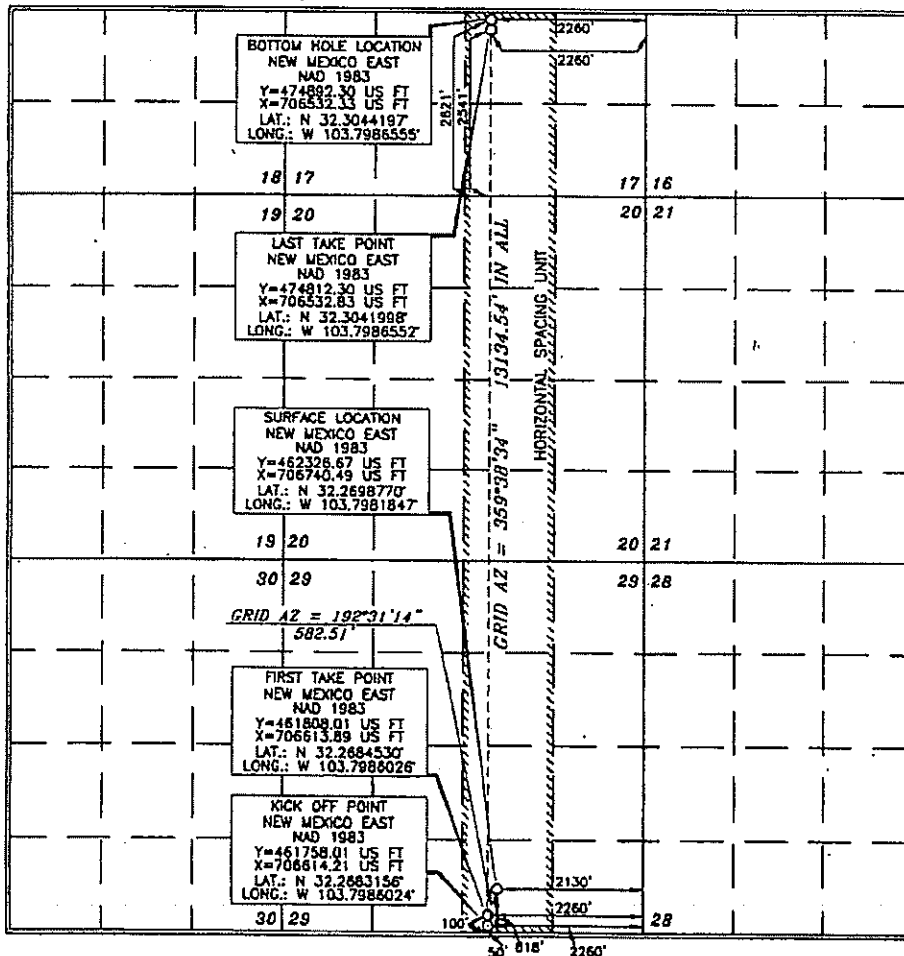 2260'
2260'
BOTTOM HOLE LOCATION
NEW MEXICO EAST
NAD 1983
Y=474892.30 US FT
X=706532.33 US FT
LAT.: N 32.3044197°
LONG.: W 103.7986555°
2621'
2541'
18 17
17 16
19 20
20 21
LAST TAKE POINT
NEW MEXICO EAST
NAD 1983
Y=474812.30 US FT
X=706532.83 US FT
LAT.: N 32.3041998°
LONG.: W 103.7986552°
GRID AZ = 359°38'34" 13134.54' IN ALL
HORIZONTAL SPACING UNIT
SURFACE LOCATION
NEW MEXICO EAST
NAD 1983
Y=462326.67 US FT
X=706740.49 US FT
LAT.: N 32.2698770°
LONG.: W 103.7981847°
19 20
20 21
30 29
29 28
GRID AZ = 192°31'14"
582.51'
FIRST TAKE POINT
NEW MEXICO EAST
NAD 1983
Y=461808.01 US FT
X=706613.89 US FT
LAT.: N 32.2684530°
LONG.: W 103.7986026°
KICK OFF POINT
NEW MEXICO EAST
NAD 1983
Y=461758.01 US FT
X=706614.21 US FT
LAT.: N 32.2683156°
LONG.: W 103.7986024°
2130'
2260'
30 29
100'
28
50'
618'
2260'